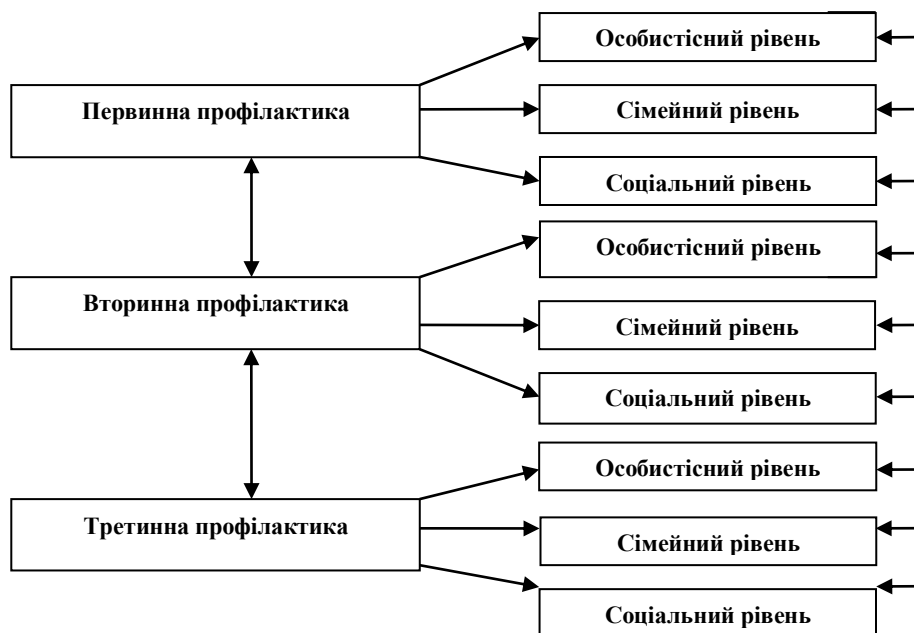 Особистісний рівень
Первинна профілактика
Сімейний рівень
Соціальний рівень
Особистісний рівень
Вторинна профілактика
Сімейний рівень
Соціальний рівень
Особистісний рівень
Третинна профілактика
Сімейний рівень
Соціальний рівень